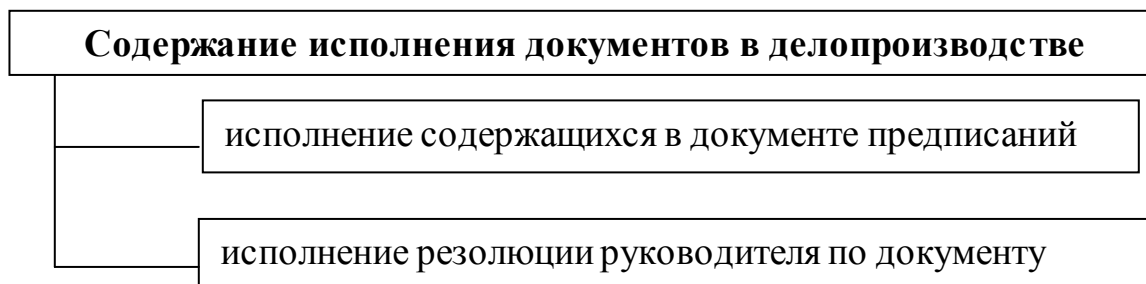 Содержание исполнения документов в делопроизводстве
исполнение содержащихся в документе предписаний
исполнение резолюции руководителя по документу